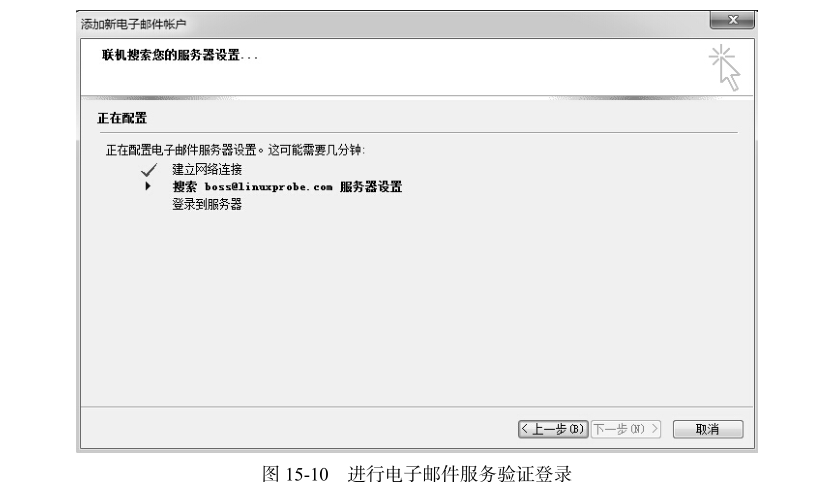 添加新电子邮件帐户
联机搜索您的服务器设置...
正在配置
正在配置电子邮件服务器设置。这可能需要几分钟:
建立网络连接
搜索 boss@linuxprobe.com 服务器设置
登录到服务器
< 上一步(B) 下一步(N) > 取消
图 15-10 进行电子邮件服务验证登录